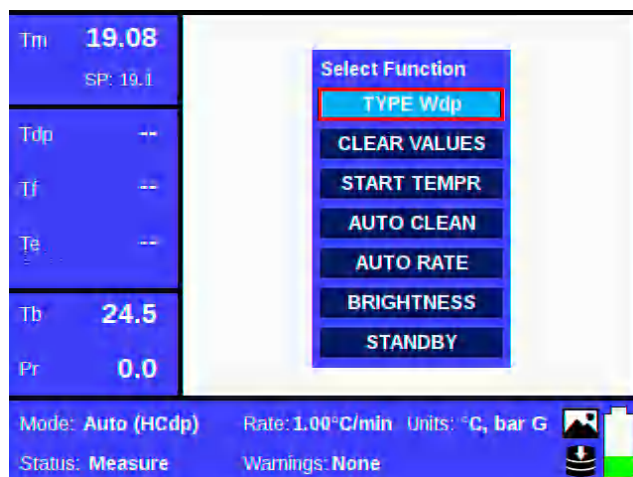 Tm 19.08
SP: 19.1
Tdp --
Tf --
Te --
Tb 24.5
Pr 0.0
Select Function
TYPE Wdp
CLEAR VALUES
START TEMPR
AUTO CLEAN
AUTO RATE
BRIGHTNESS
STANDBY
Mode: Auto (HCdp) Rate: 1.00°C/min Units: °C, bar G
Status: Measure Warnings: None